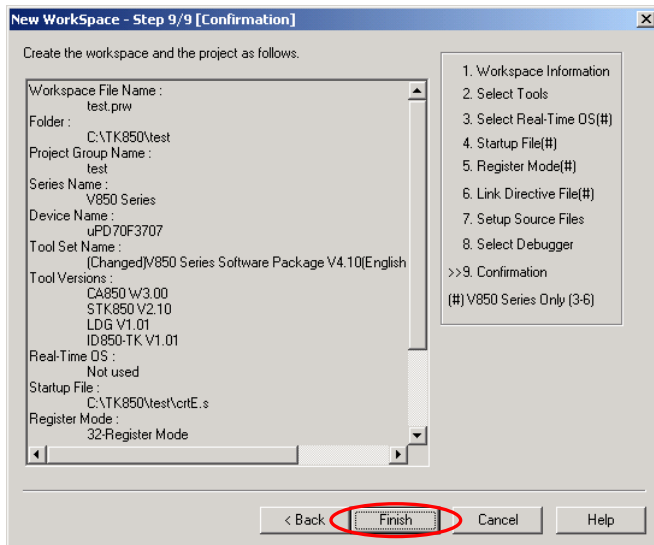 New WorkSpace - Step 9/9 [Confirmation]
Create the workspace and the project as follows.
Workspace File Name :
test.prw
Folder :
C:\TK850\test
Project Group Name :
test
Series Name :
V850 Series
Device Name :
uPD70F3707
Tool Set Name :
(Changed)V850 Series Software Package V4.10(English
Tool Versions :
CA850 W3.00
STK850 V2.10
LDG V1.01
ID850-TK V1.01
Real-Time OS :
Not used
Startup File :
C:\TK850\test\crtE.s
Register Mode :
32-Register Mode
1. Workspace Information
2. Select Tools
3. Select Real-Time OS(#)
4. Startup File(#)
5. Register Mode(#)
6. Link Directive File(#)
7. Setup Source Files
8. Select Debugger
>>9. Confirmation
(#) V850 Series Only (3-6)
< Back
Finish
Cancel
Help